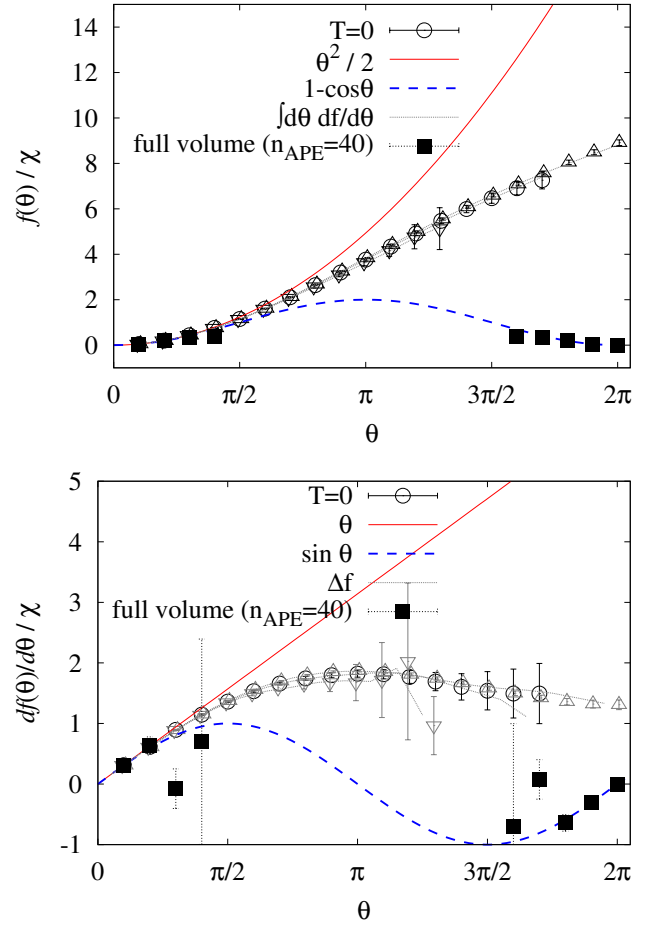 14
12
10
8
6
4
2
0
f(θ) / χ
T=0
θ² / 2
1-cosθ
∫dθ df/dθ
full volume (n_APE=40)
0
π/2
π
3π/2
2π
θ
5
4
3
2
1
0
-1
df(θ)/dθ / χ
T=0
θ
sin θ
Δf
full volume (n_APE=40)
0
π/2
π
3π/2
2π
θ